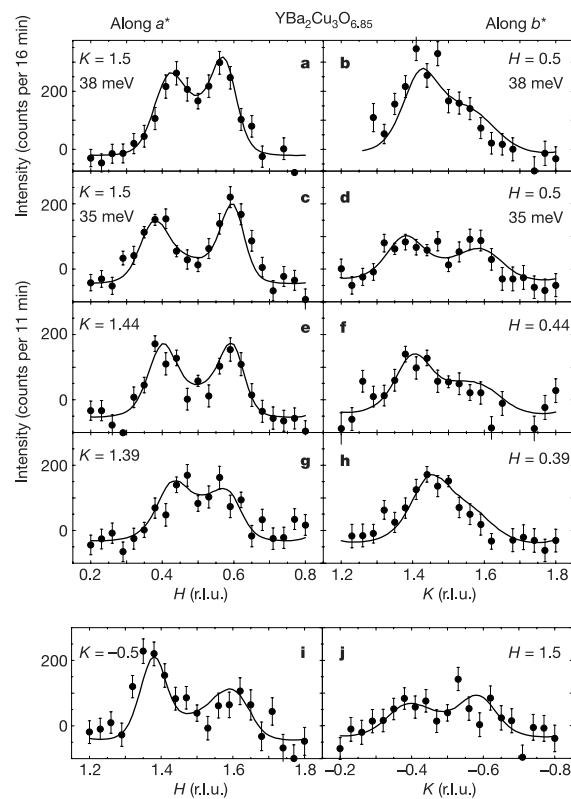 Along a* YBa2Cu3O6.85 Along b*
Intensity (counts per 16 min)
K = 1.5
38 meV
a
b
H = 0.5
38 meV
200
0
Intensity (counts per 11 min)
K = 1.5
35 meV
c
d
H = 0.5
35 meV
200
0
K = 1.44
e
f
H = 0.44
200
0
K = 1.39
g
h
H = 0.39
200
0
0.2 0.4 0.6 0.8 1.2 1.4 1.6 1.8
H (r.l.u.) K (r.l.u.)
K = –0.5
i
j
H = 1.5
200
0
1.2 1.4 1.6 1.8 –0.2 –0.4 –0.6 –0.8
H (r.l.u.) K (r.l.u.)